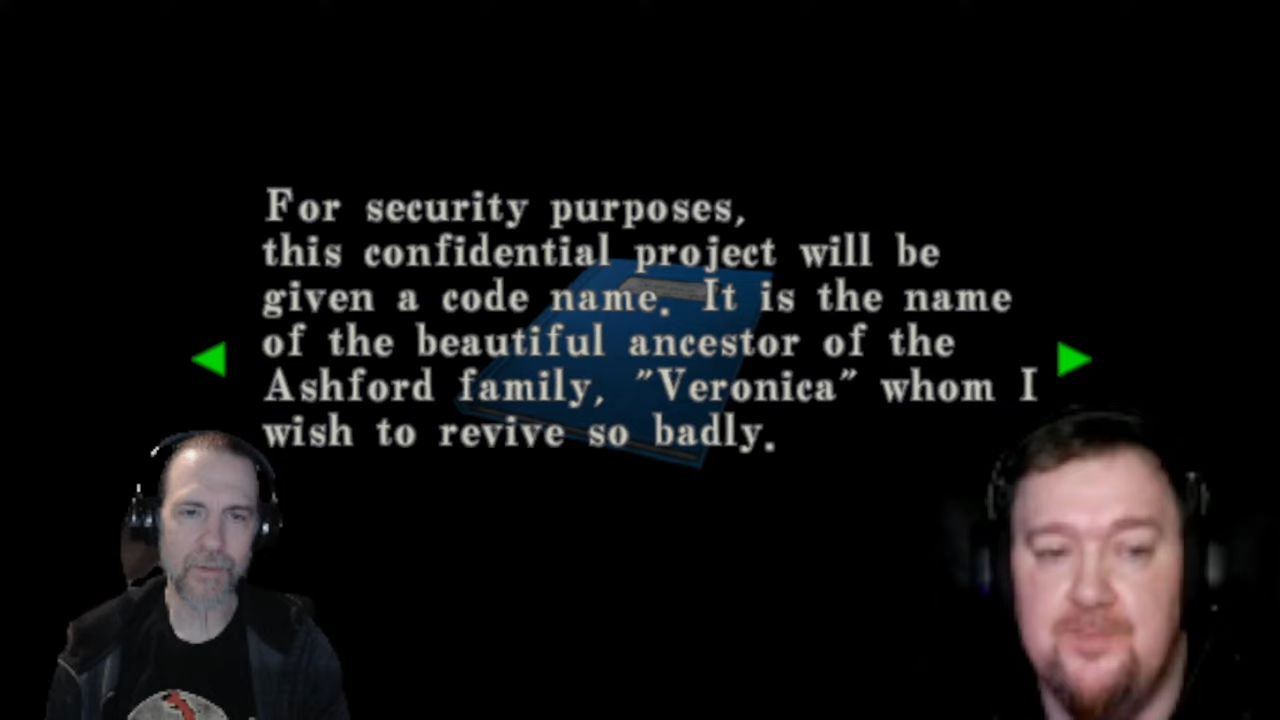 For security purposes,
this confidential project will be
given a code name. It is the name
of the beautiful ancestor of the
Ashford family, "Veronica" whom I
wish to revive so badly.